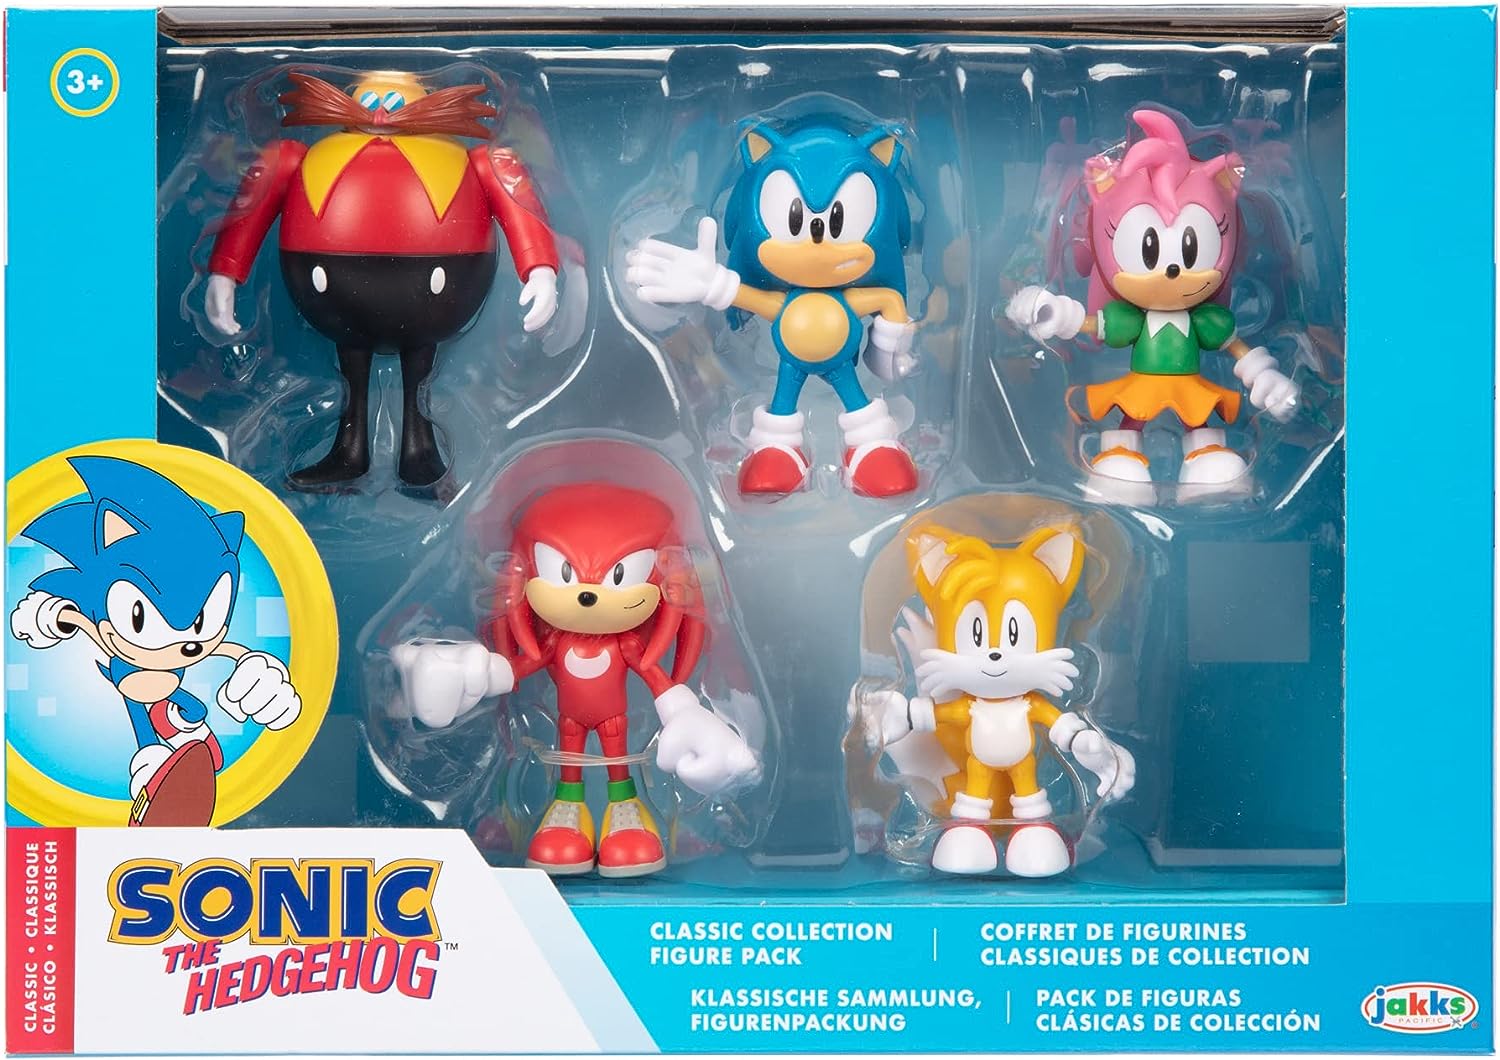 3+
CLASSIC • CLASSIQUE
CLÁSICO • KLASSISCH
SONIC
THE
HEDGEHOG™
CLASSIC COLLECTION
FIGURE PACK
COFFRET DE FIGURINES
CLASSIQUES DE COLLECTION
KLASSISCHE SAMMLUNG,
FIGURENPACKUNG
PACK DE FIGURAS
CLÁSICAS DE COLECCIÓN
jakks
PACIFIC